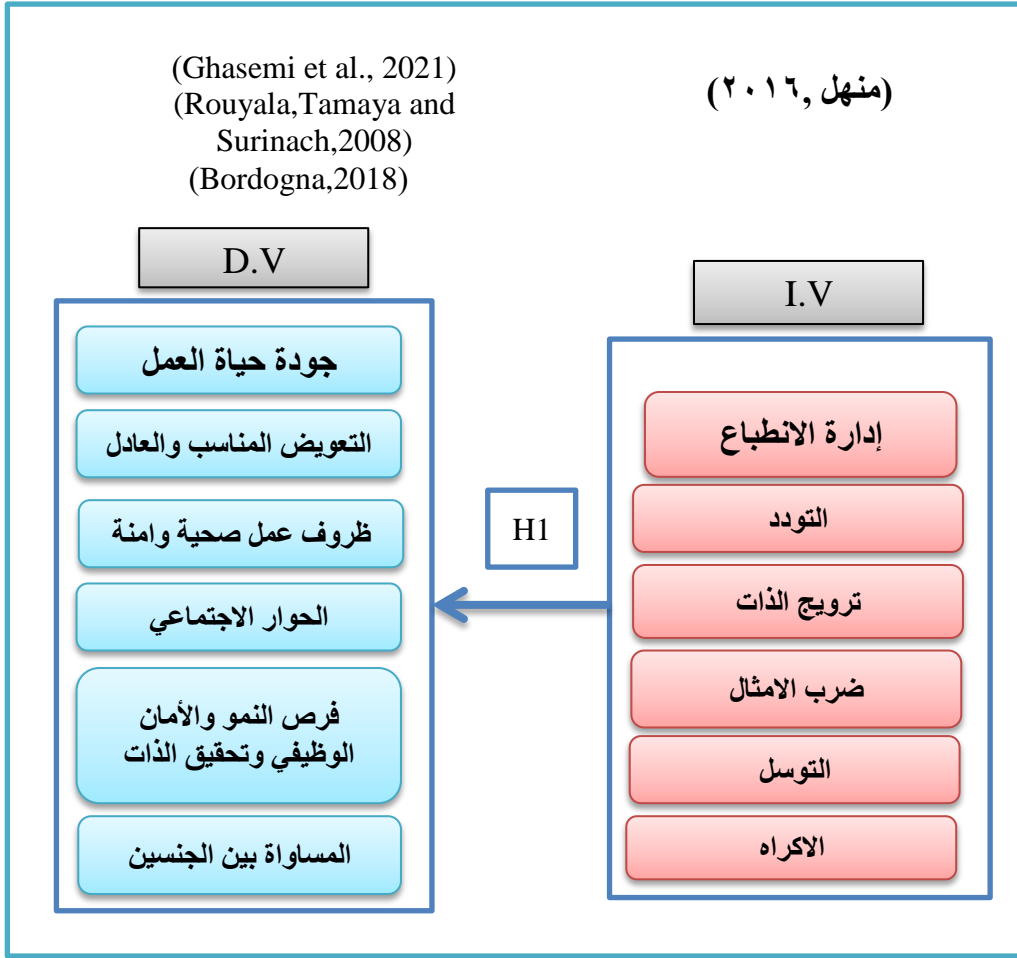 (Ghasemi et al., 2021)
(Rouyala,Tamaya and
Surinach,2008)
(Bordogna,2018)
(منهل ,٢٠١٦)
D.V
I.V
جودة حياة العمل
التعويض المناسب والعادل
ظروف عمل صحية وامنة
الحوار الاجتماعي
فرص النمو والأمان
الوظيفي وتحقيق الذات
المساواة بين الجنسين
H1
إدارة الانطباع
التودد
ترويج الذات
ضرب الامثال
التوسل
الاكراه